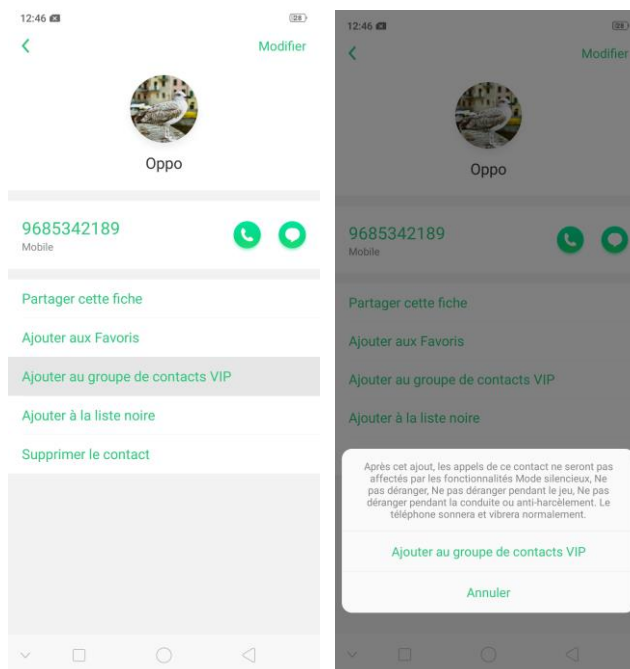 12:46
28
Modifier
Oppo
9685342189
Mobile
Partager cette fiche
Ajouter aux Favoris
Ajouter au groupe de contacts VIP
Ajouter à la liste noire
Supprimer le contact
12:46
28
Modifier
Oppo
9685342189
Mobile
Partager cette fiche
Ajouter aux Favoris
Ajouter au groupe de contacts VIP
Ajouter à la liste noire
Après cet ajout, les appels de ce contact ne seront pas
affectés par les fonctionnalités Mode silencieux, Ne
pas déranger, Ne pas déranger pendant le jeu, Ne pas
déranger pendant la conduite ou anti-harcèlement. Le
téléphone sonnera et vibrera normalement.
Ajouter au groupe de contacts VIP
Annuler